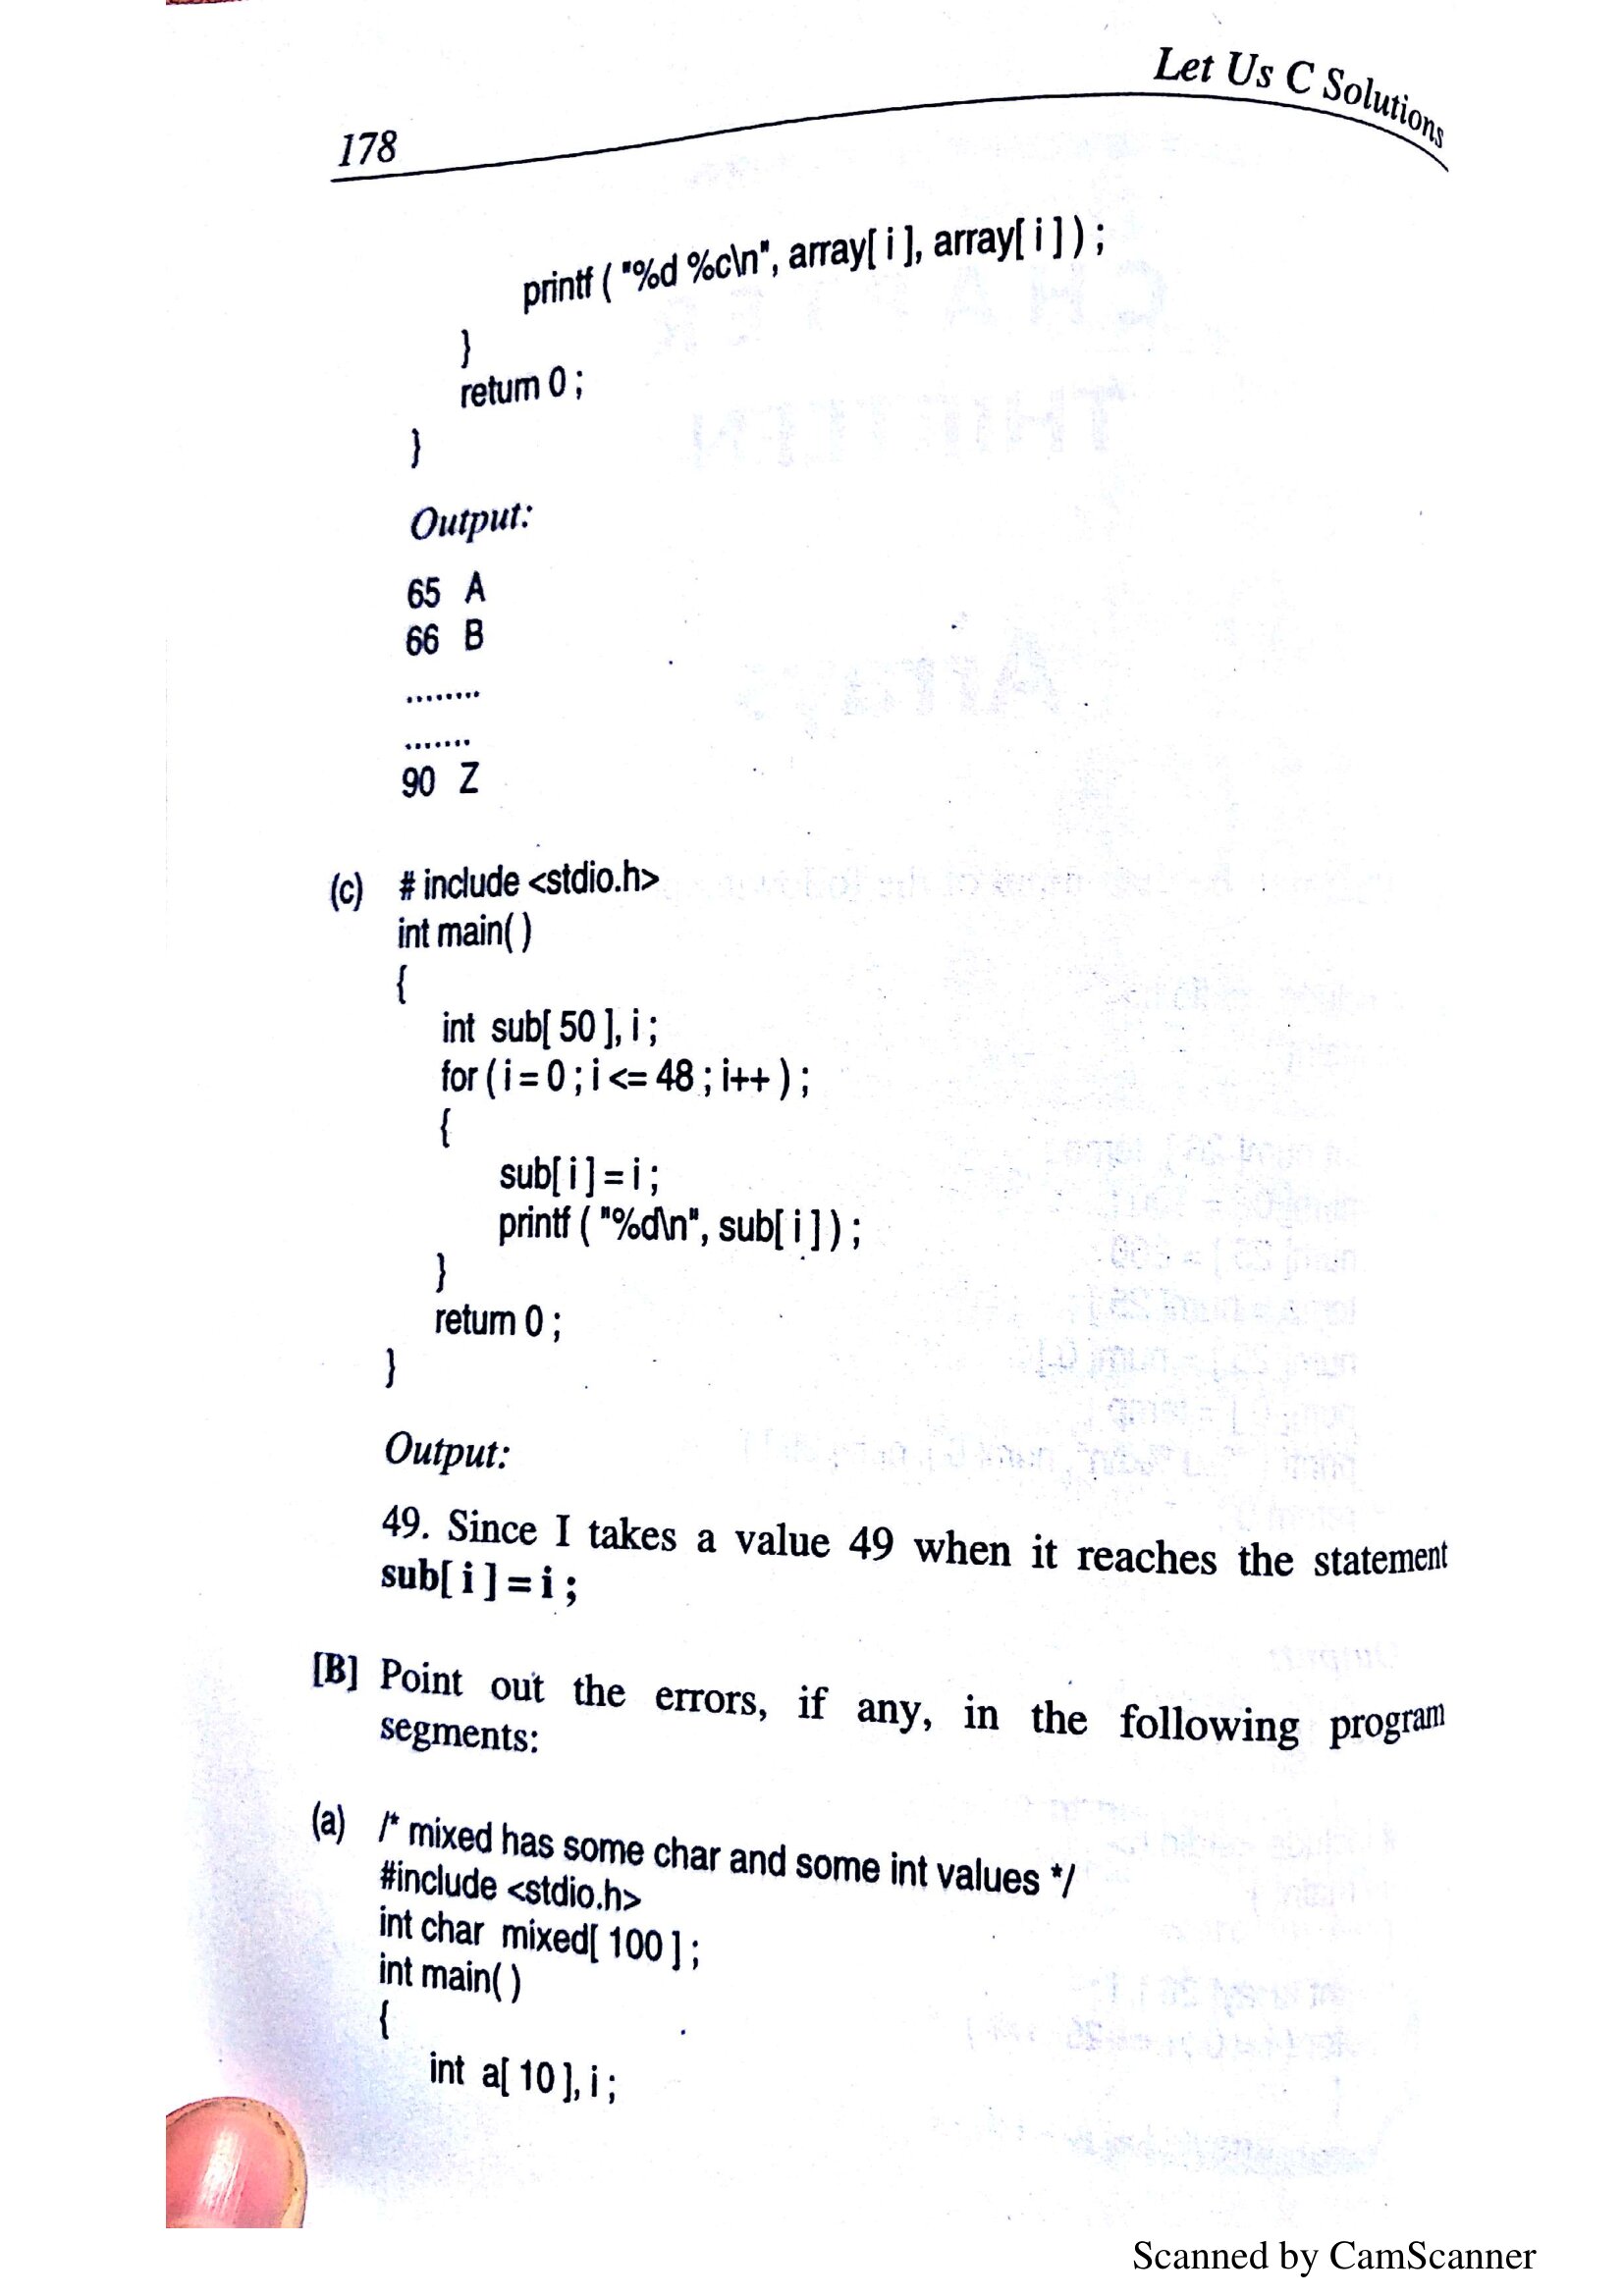 Let Us C Solutions
178
printf ( "%d %c\n", array[ i ], array[ i ] ) ;
}
return 0 ;
}
Output:
65 A
66 B
........
.......
90 Z
(c) # include <stdio.h>
int main( )
{
int sub[ 50 ], i ;
for ( i = 0 ; i <= 48 ; i++ ) ;
{
sub[ i ] = i ;
printf ( "%d\n", sub[ i ] ) ;
}
return 0 ;
}
Output:
49. Since I takes a value 49 when it reaches the statement
sub[ i ] = i ;
[B] Point out the errors, if any, in the following program
segments:
(a) /* mixed has some char and some int values */
#include <stdio.h>
int char mixed[ 100 ] ;
int main( )
{
int a[ 10 ], i ;
Scanned by CamScanner